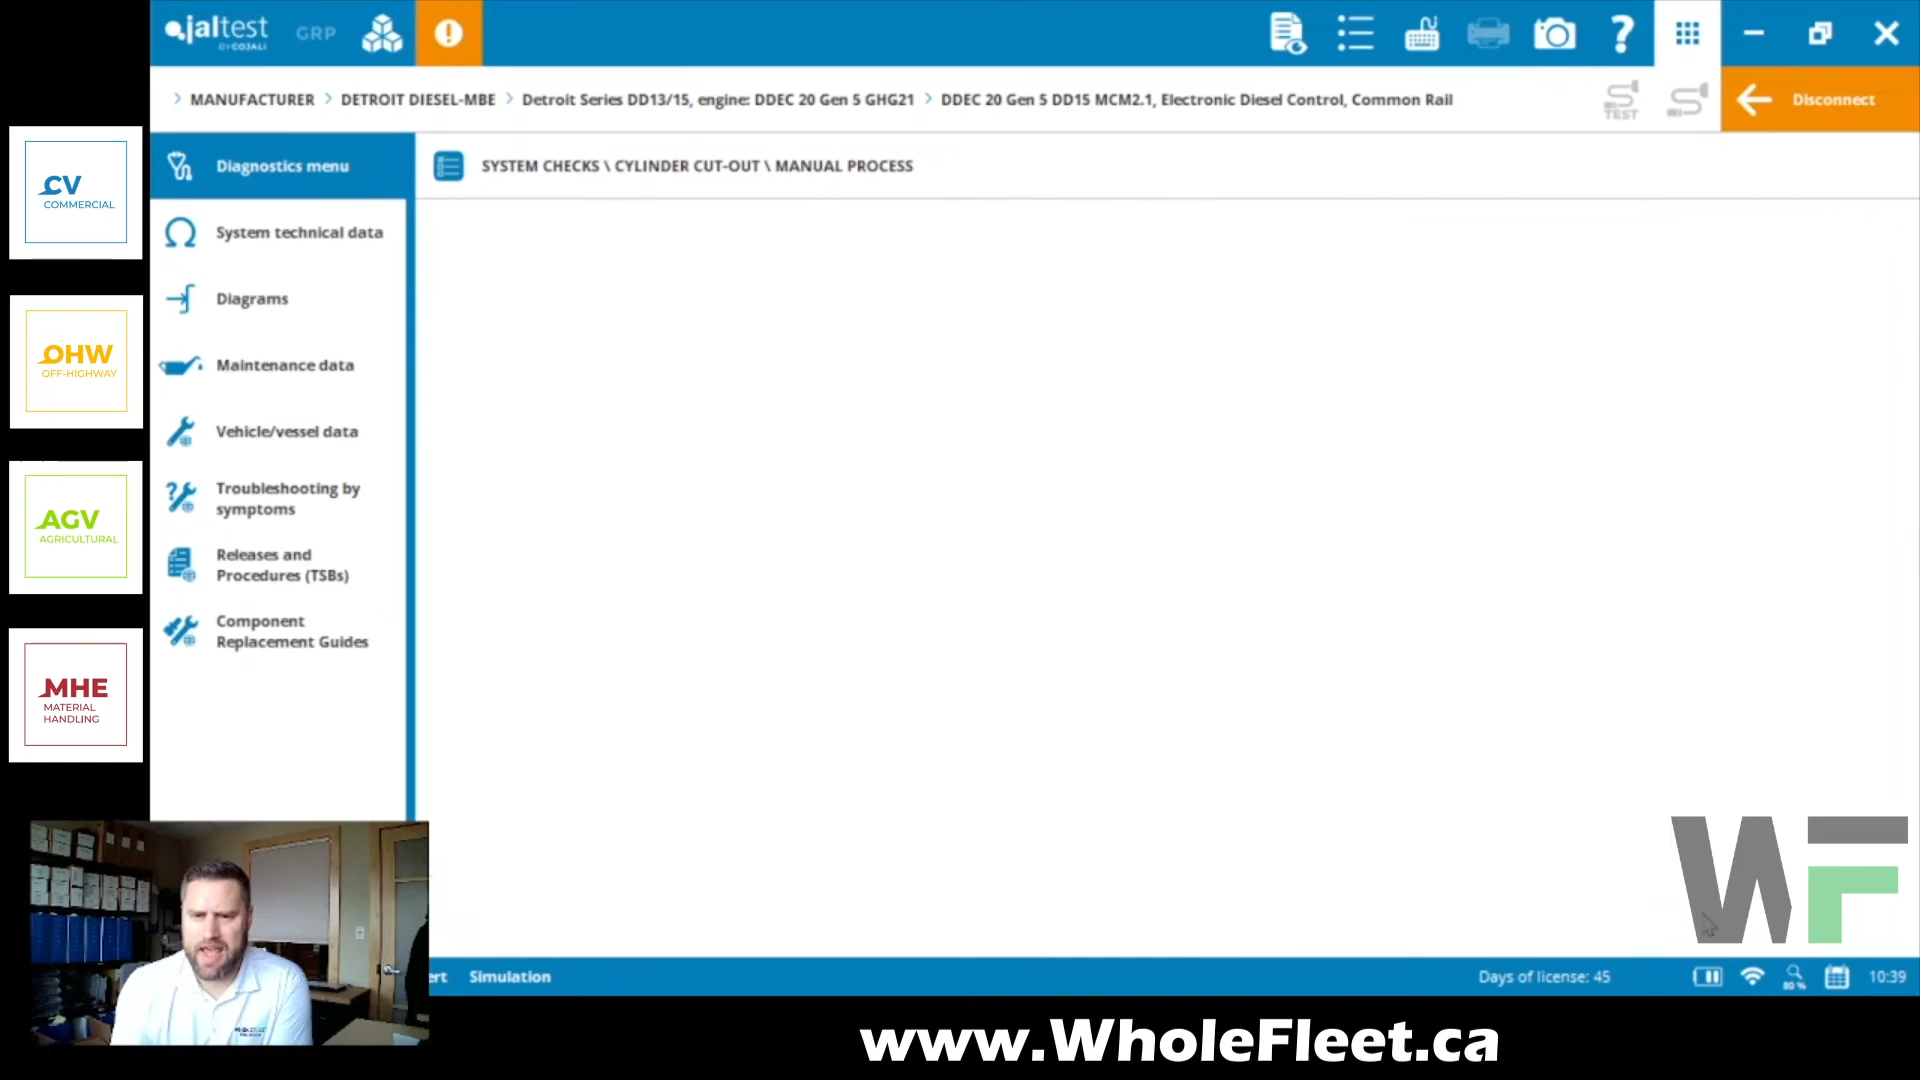 jaltest
BY COJALI
GRP
MANUFACTURER
DETROIT DIESEL-MBE
Detroit Series DD13/15, engine: DDEC 20 Gen 5 GHG21
DDEC 20 Gen 5 DD15 MCM2.1, Electronic Diesel Control, Common Rail
TEST
Disconnect
Diagnostics menu
SYSTEM CHECKS \ CYLINDER CUT-OUT \ MANUAL PROCESS
System technical data
Diagrams
Maintenance data
Vehicle/vessel data
Troubleshooting by
symptoms
Releases and
Procedures (TSBs)
Component
Replacement Guides
CV
COMMERCIAL
OHW
OFF-HIGHWAY
AGV
AGRICULTURAL
MHE
MATERIAL
HANDLING
WF
ert
Simulation
Days of license: 45
80 %
10:39
www.WholeFleet.ca